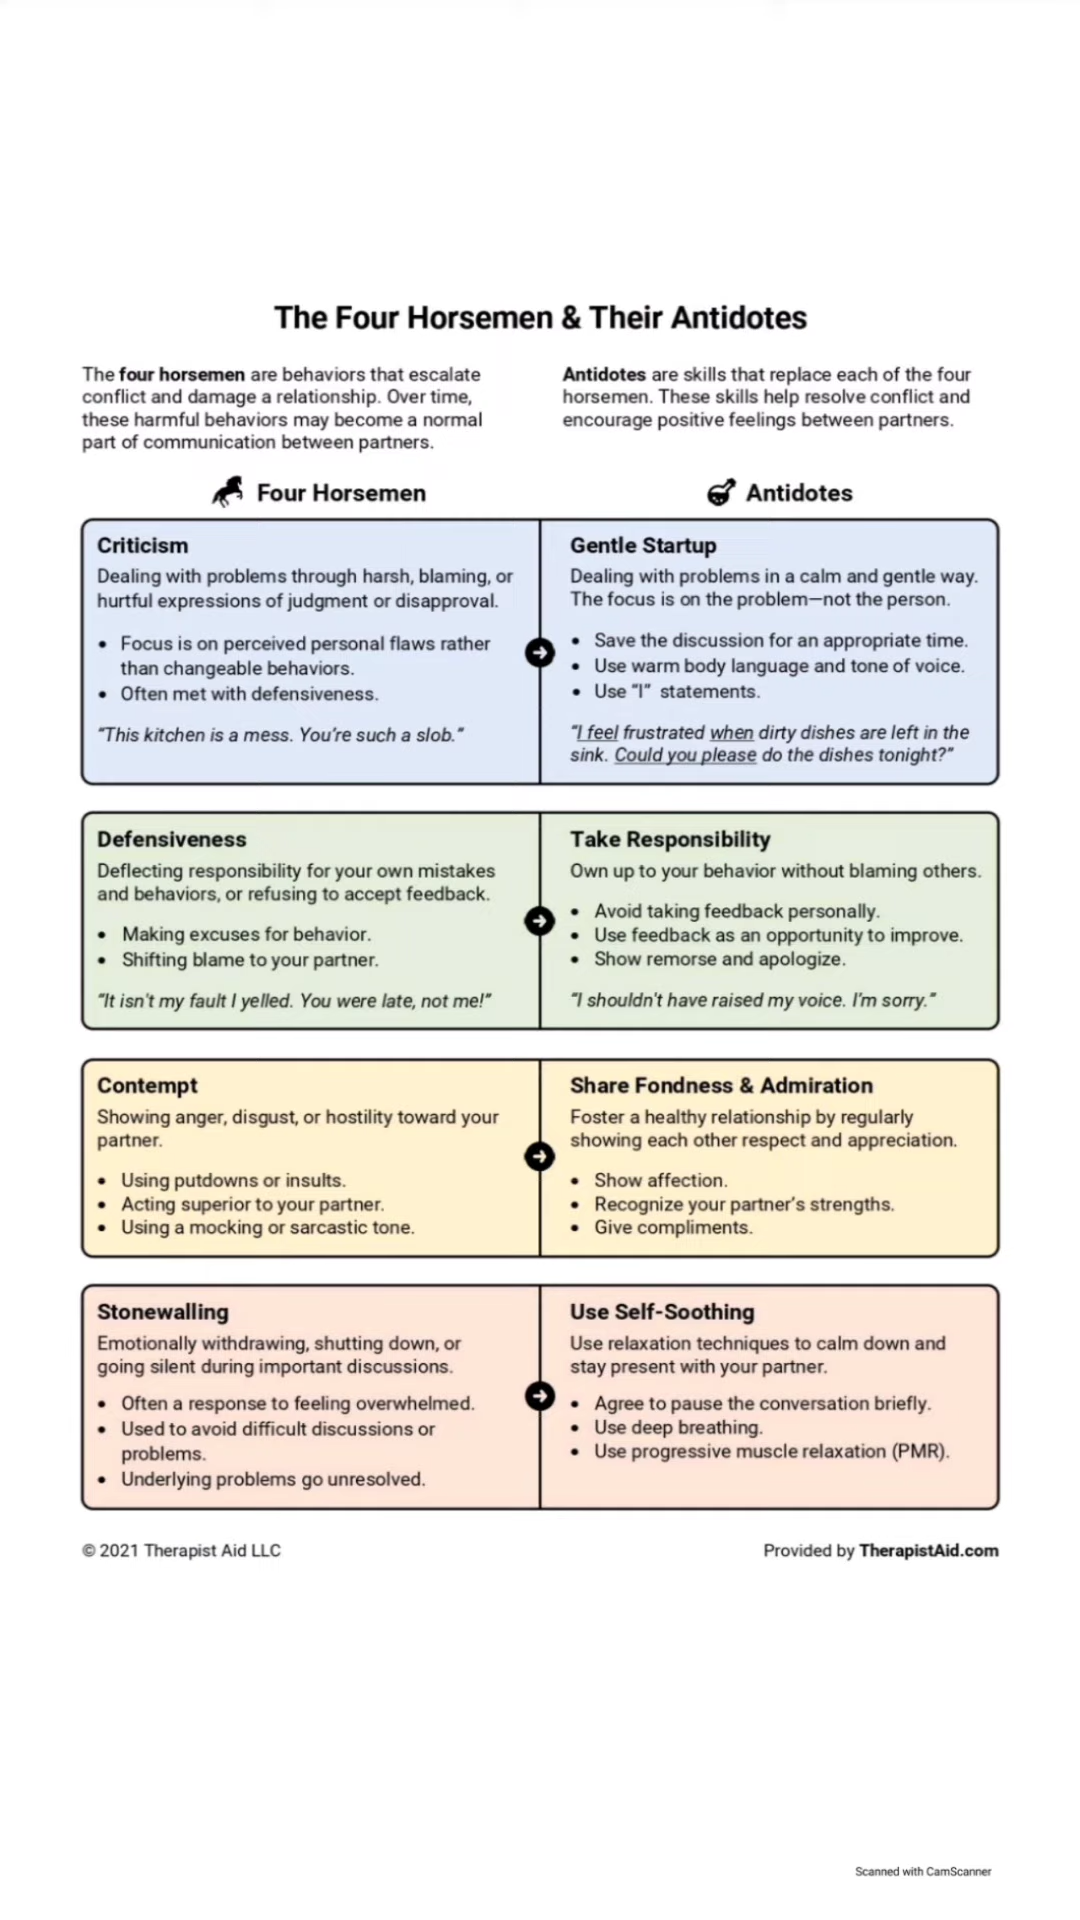 The Four Horsemen & Their Antidotes
The four horsemen are behaviors that escalate
conflict and damage a relationship. Over time,
these harmful behaviors may become a normal
part of communication between partners.
Antidotes are skills that replace each of the four
horsemen. These skills help resolve conflict and
encourage positive feelings between partners.
Four Horsemen
Antidotes
Criticism
Dealing with problems through harsh, blaming, or
hurtful expressions of judgment or disapproval.
• Focus is on perceived personal flaws rather
than changeable behaviors.
• Often met with defensiveness.
"This kitchen is a mess. You're such a slob."
Gentle Startup
Dealing with problems in a calm and gentle way.
The focus is on the problem—not the person.
• Save the discussion for an appropriate time.
• Use warm body language and tone of voice.
• Use "I" statements.
"I feel frustrated when dirty dishes are left in the
sink. Could you please do the dishes tonight?"
Defensiveness
Deflecting responsibility for your own mistakes
and behaviors, or refusing to accept feedback.
• Making excuses for behavior.
• Shifting blame to your partner.
"It isn't my fault I yelled. You were late, not me!"
Take Responsibility
Own up to your behavior without blaming others.
• Avoid taking feedback personally.
• Use feedback as an opportunity to improve.
• Show remorse and apologize.
"I shouldn't have raised my voice. I'm sorry."
Contempt
Showing anger, disgust, or hostility toward your
partner.
• Using putdowns or insults.
• Acting superior to your partner.
• Using a mocking or sarcastic tone.
Share Fondness & Admiration
Foster a healthy relationship by regularly
showing each other respect and appreciation.
• Show affection.
• Recognize your partner's strengths.
• Give compliments.
Stonewalling
Emotionally withdrawing, shutting down, or
going silent during important discussions.
• Often a response to feeling overwhelmed.
• Used to avoid difficult discussions or
problems.
• Underlying problems go unresolved.
Use Self-Soothing
Use relaxation techniques to calm down and
stay present with your partner.
• Agree to pause the conversation briefly.
• Use deep breathing.
• Use progressive muscle relaxation (PMR).
© 2021 Therapist Aid LLC
Provided by TherapistAid.com
Scanned with CamScanner